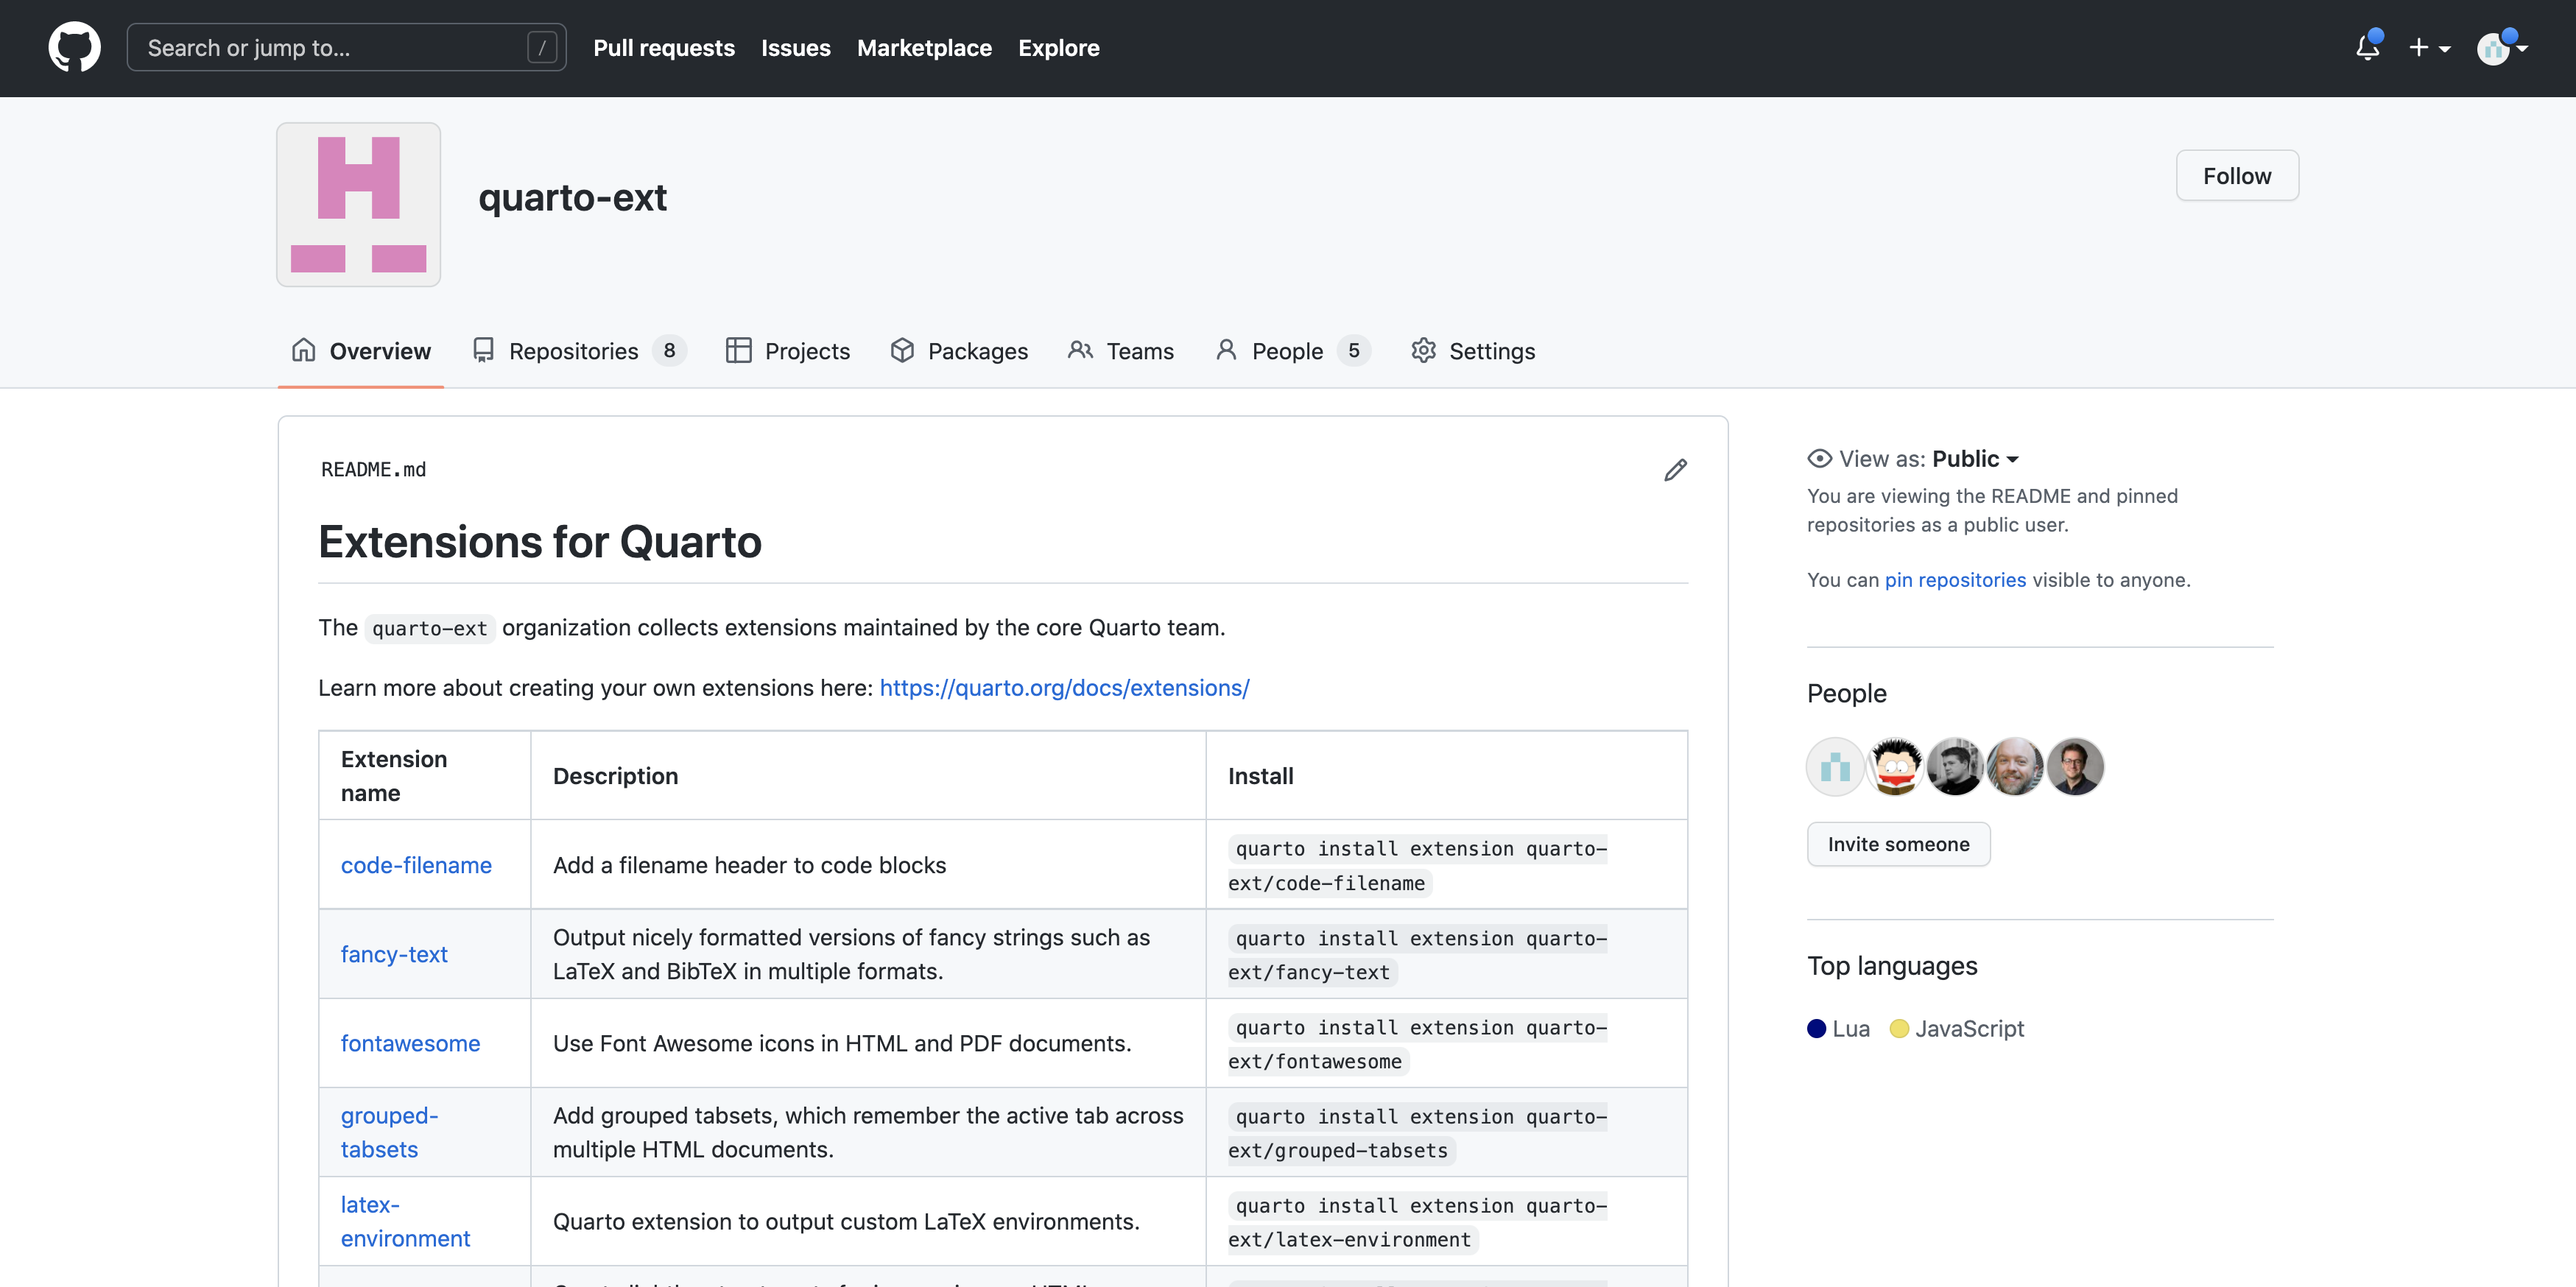 Search or jump to...
/
Pull requests
Issues
Marketplace
Explore
quarto-ext
Follow
Overview
Repositories 8
Projects
Packages
Teams
People 5
Settings
README.md
Extensions for Quarto
The quarto-ext organization collects extensions maintained by the core Quarto team.
Learn more about creating your own extensions here: https://quarto.org/docs/extensions/
Extension
name
Description
Install
code-filename
Add a filename header to code blocks
quarto install extension quarto-
ext/code-filename
fancy-text
Output nicely formatted versions of fancy strings such as
LaTeX and BibTeX in multiple formats.
quarto install extension quarto-
ext/fancy-text
fontawesome
Use Font Awesome icons in HTML and PDF documents.
quarto install extension quarto-
ext/fontawesome
grouped-
tabsets
Add grouped tabsets, which remember the active tab across
multiple HTML documents.
quarto install extension quarto-
ext/grouped-tabsets
latex-
environment
Quarto extension to output custom LaTeX environments.
quarto install extension quarto-
ext/latex-environment
View as: Public
You are viewing the README and pinned
repositories as a public user.
You can pin repositories visible to anyone.
People
Invite someone
Top languages
Lua
JavaScript